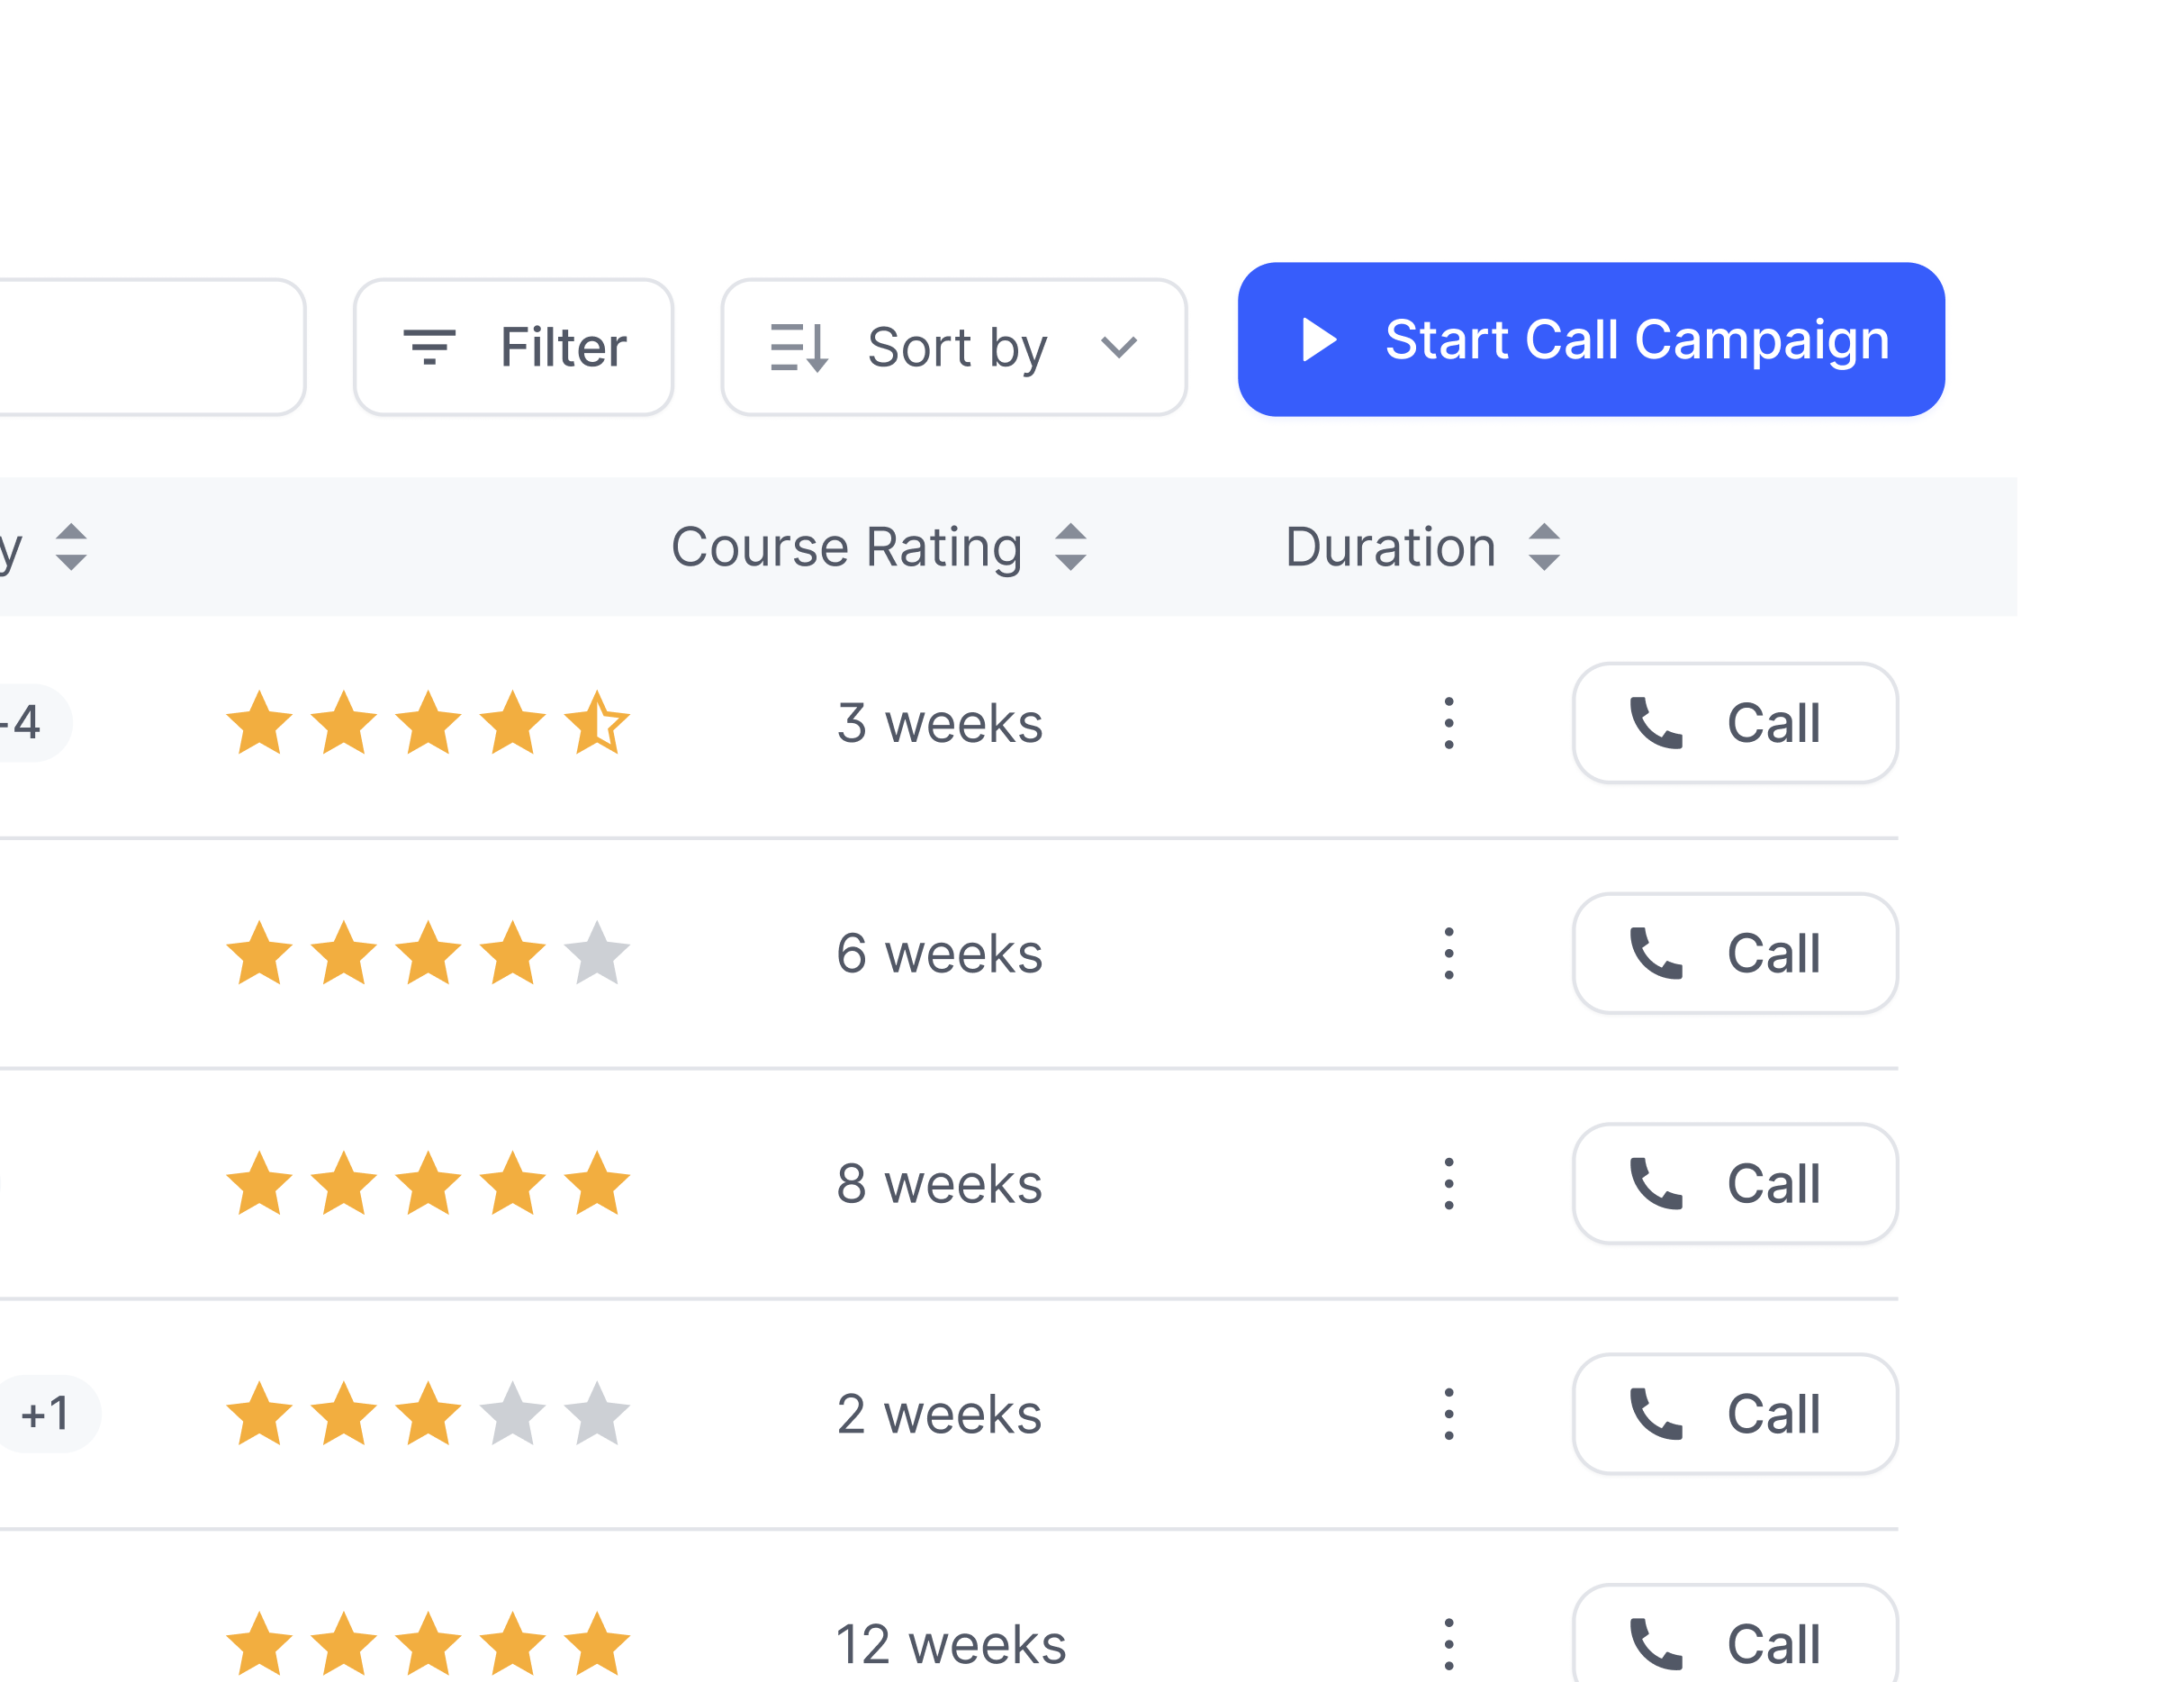 Filter
Sort by
Start Call Campaign
Course Rating
Duration
3 weeks
Call
6 weeks
Call
8 weeks
Call
+1
2 weeks
Call
12 weeks
Call